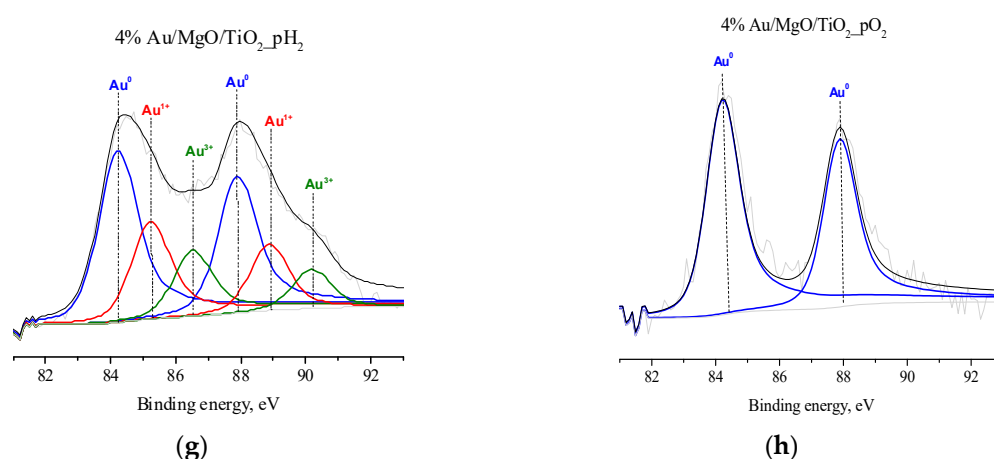 4% Au/MgO/TiO₂_pH₂
Au⁰
Au¹⁺
Au³⁺
Au⁰
Au¹⁺
Au³⁺
82 84 86 88 90 92
Binding energy, eV
(g)
4% Au/MgO/TiO₂_pO₂
Au⁰
Au⁰
82 84 86 88 90 92
Binding energy, eV
(h)